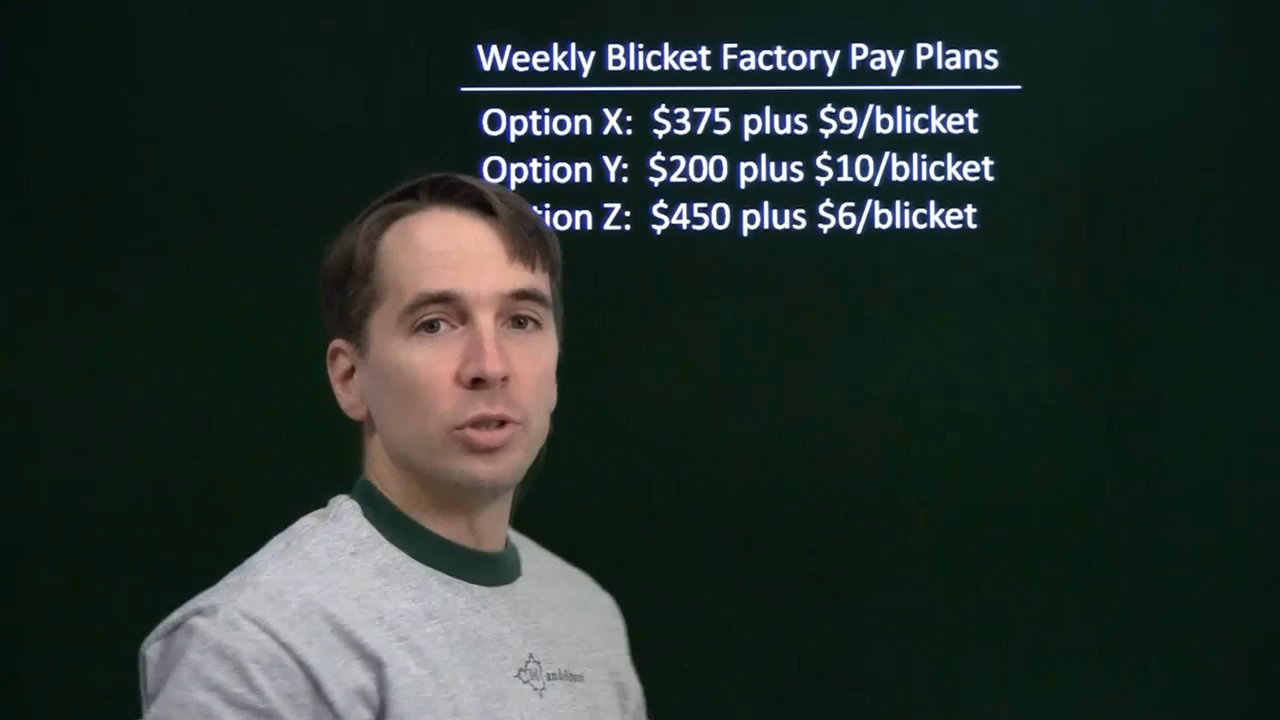 Weekly Blicket Factory Pay Plans
Option X: $375 plus $9/blicket
Option Y: $200 plus $10/blicket
tion Z: $450 plus $6/blicket